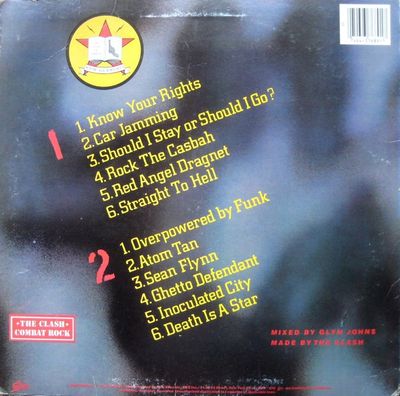 1
1. Know Your Rights
2. Car Jamming
3. Should I Stay or Should I Go?
4. Rock The Casbah
5. Red Angel Dragnet
6. Straight To Hell
2
1. Overpowered by Funk
2. Atom Tan
3. Sean Flynn
4. Ghetto Defendant
5. Inoculated City
6. Death Is A Star
• THE CLASH •
COMBAT ROCK
MIXED BY GLYN JOHNS
MADE BY THE CLASH
Epic